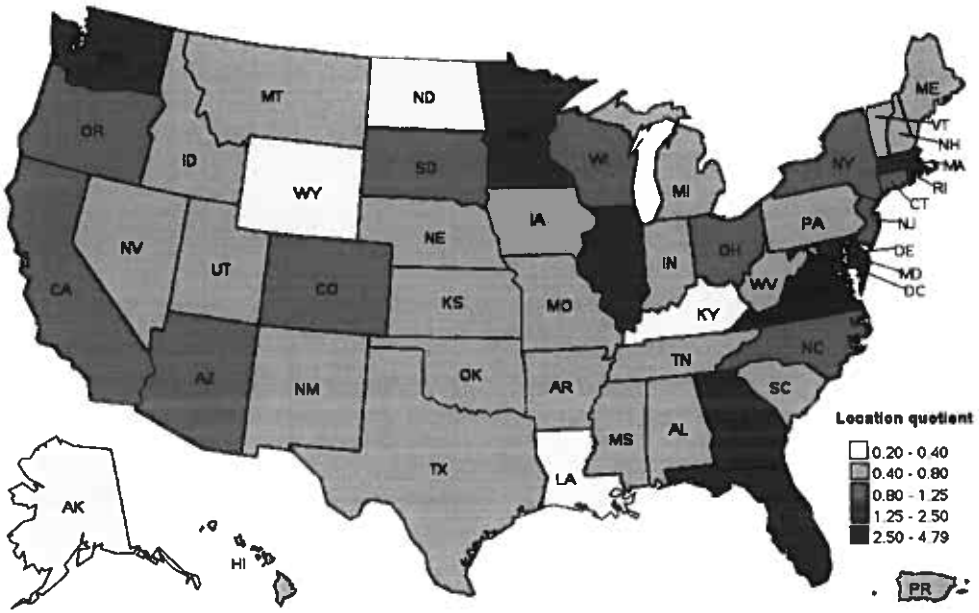 MT
ND
ME
OR
VT
ID
SD
WI
NH
NY
MA
WY
MI
RI
IA
PA
CT
NE
NJ
NV
OH
DE
UT
IN
MD
CA
CO
WV
DC
KS
MO
KY
NC
TN
AZ
OK
NM
AR
SC
MS
AL
Location quotient
TX
0.20 - 0.40
LA
0.40 - 0.80
AK
0.80 - 1.25
1.25 - 2.50
2.50 - 4.79
HI
PR